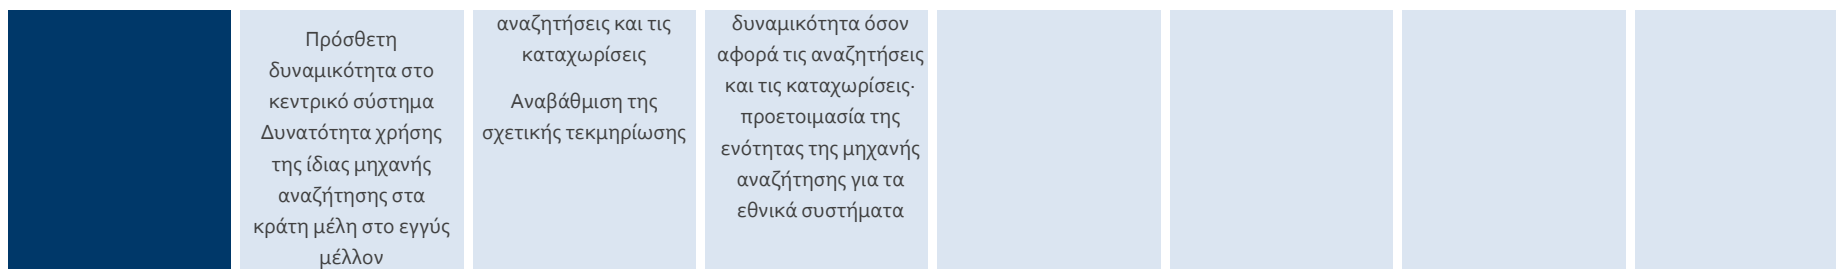 Πρόσθετη
δυναμικότητα στο
κεντρικό σύστημα
Δυνατότητα χρήσης
της ίδιας μηχανής
αναζήτησης στα
κράτη μέλη στο εγγύς
μέλλον
αναζητήσεις και τις
καταχωρίσεις
Αναβάθμιση της
σχετικής τεκμηρίωσης
δυναμικότητα όσον
αφορά τις αναζητήσεις
και τις καταχωρίσεις·
προετοιμασία της
ενότητας της μηχανής
αναζήτησης για τα
εθνικά συστήματα